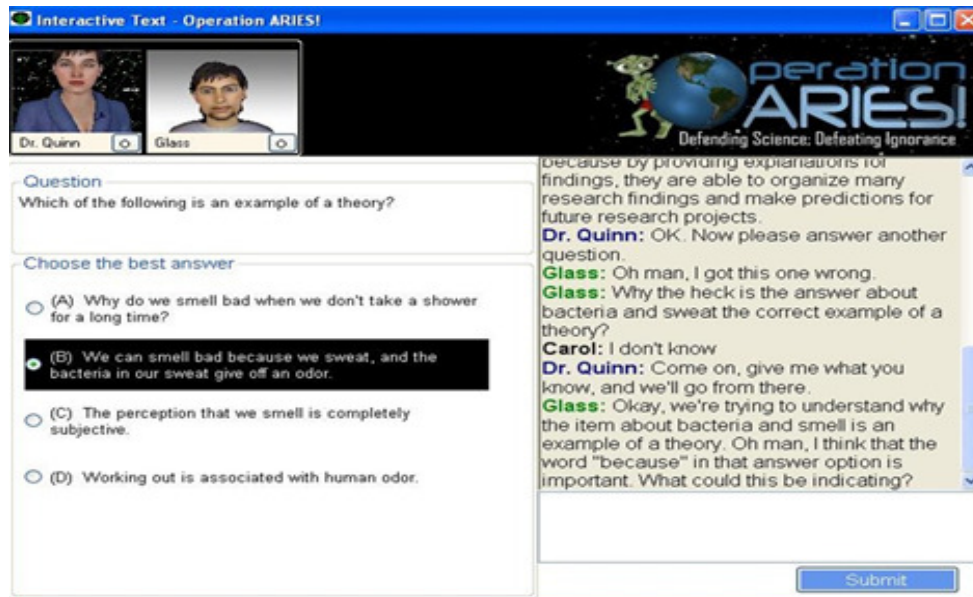 Interactive Text - Operation ARIES!
Dr. Quinn
Glass
Operation
ARIES!
Defending Science: Defeating Ignorance
Question
Which of the following is an example of a theory?
Choose the best answer
(A) Why do we smell bad when we don't take a shower
for a long time?
(B) We can smell bad because we sweat, and the
bacteria in our sweat give off an odor.
(C) The perception that we smell is completely
subjective.
(D) Working out is associated with human odor.
because by providing explanations for
findings, they are able to organize many
research findings and make predictions for
future research projects.
Dr. Quinn: OK. Now please answer another
question.
Glass: Oh man, I got this one wrong.
Glass: Why the heck is the answer about
bacteria and sweat the correct example of a
theory?
Carol: I don't know
Dr. Quinn: Come on, give me what you
know, and we'll go from there.
Glass: Okay, we're trying to understand why
the item about bacteria and smell is an
example of a theory. Oh man, I think that the
word "because" in that answer option is
important. What could this be indicating?
Submit